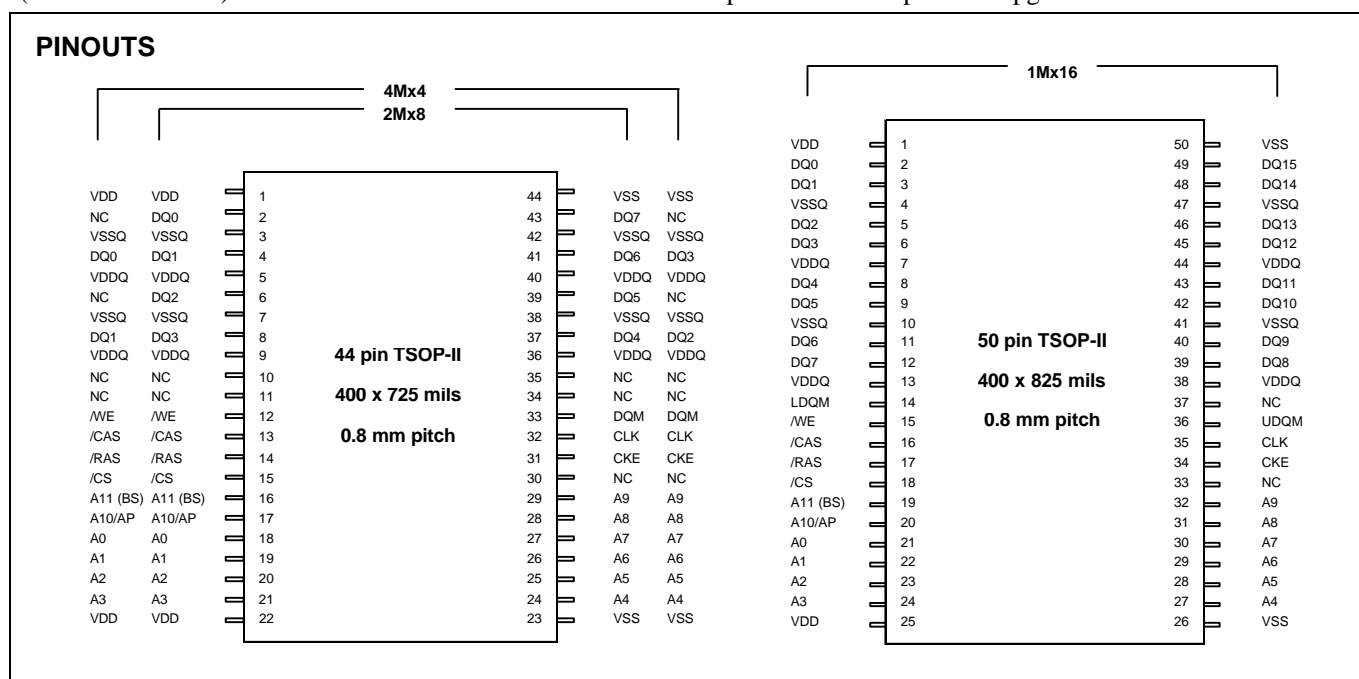 PINOUTS
4Mx4
2Mx8
VDD VDD 1 44 VSS VSS
NC DQ0 2 43 DQ7 NC
VSSQ VSSQ 3 42 VSSQ VSSQ
DQ0 DQ1 4 41 DQ6 DQ3
VDDQ VDDQ 5 40 VDDQ VDDQ
NC DQ2 6 39 DQ5 NC
VSSQ VSSQ 7 38 VSSQ VSSQ
DQ1 DQ3 8 37 DQ4 DQ2
VDDQ VDDQ 9 36 VDDQ VDDQ
NC NC 10 35 NC NC
NC NC 11 34 NC NC
/WE /WE 12 33 DQM DQM
/CAS /CAS 13 32 CLK CLK
/RAS /RAS 14 31 CKE CKE
/CS /CS 15 30 NC NC
A11 (BS) A11 (BS) 16 29 A9 A9
A10/AP A10/AP 17 28 A8 A8
A0 A0 18 27 A7 A7
A1 A1 19 26 A6 A6
A2 A2 20 25 A5 A5
A3 A3 21 24 A4 A4
VDD VDD 22 23 VSS VSS
44 pin TSOP-II
400 x 725 mils
0.8 mm pitch
1Mx16
VDD 1 50 VSS
DQ0 2 49 DQ15
DQ1 3 48 DQ14
VSSQ 4 47 VSSQ
DQ2 5 46 DQ13
DQ3 6 45 DQ12
VDDQ 7 44 VDDQ
DQ4 8 43 DQ11
DQ5 9 42 DQ10
VSSQ 10 41 VSSQ
DQ6 11 40 DQ9
DQ7 12 39 DQ8
VDDQ 13 38 VDDQ
LDQM 14 37 NC
/WE 15 36 UDQM
/CAS 16 35 CLK
/RAS 17 34 CKE
/CS 18 33 NC
A11 (BS) 19 32 A9
A10/AP 20 31 A8
A0 21 30 A7
A1 22 29 A6
A2 23 28 A5
A3 24 27 A4
VDD 25 26 VSS
50 pin TSOP-II
400 x 825 mils
0.8 mm pitch